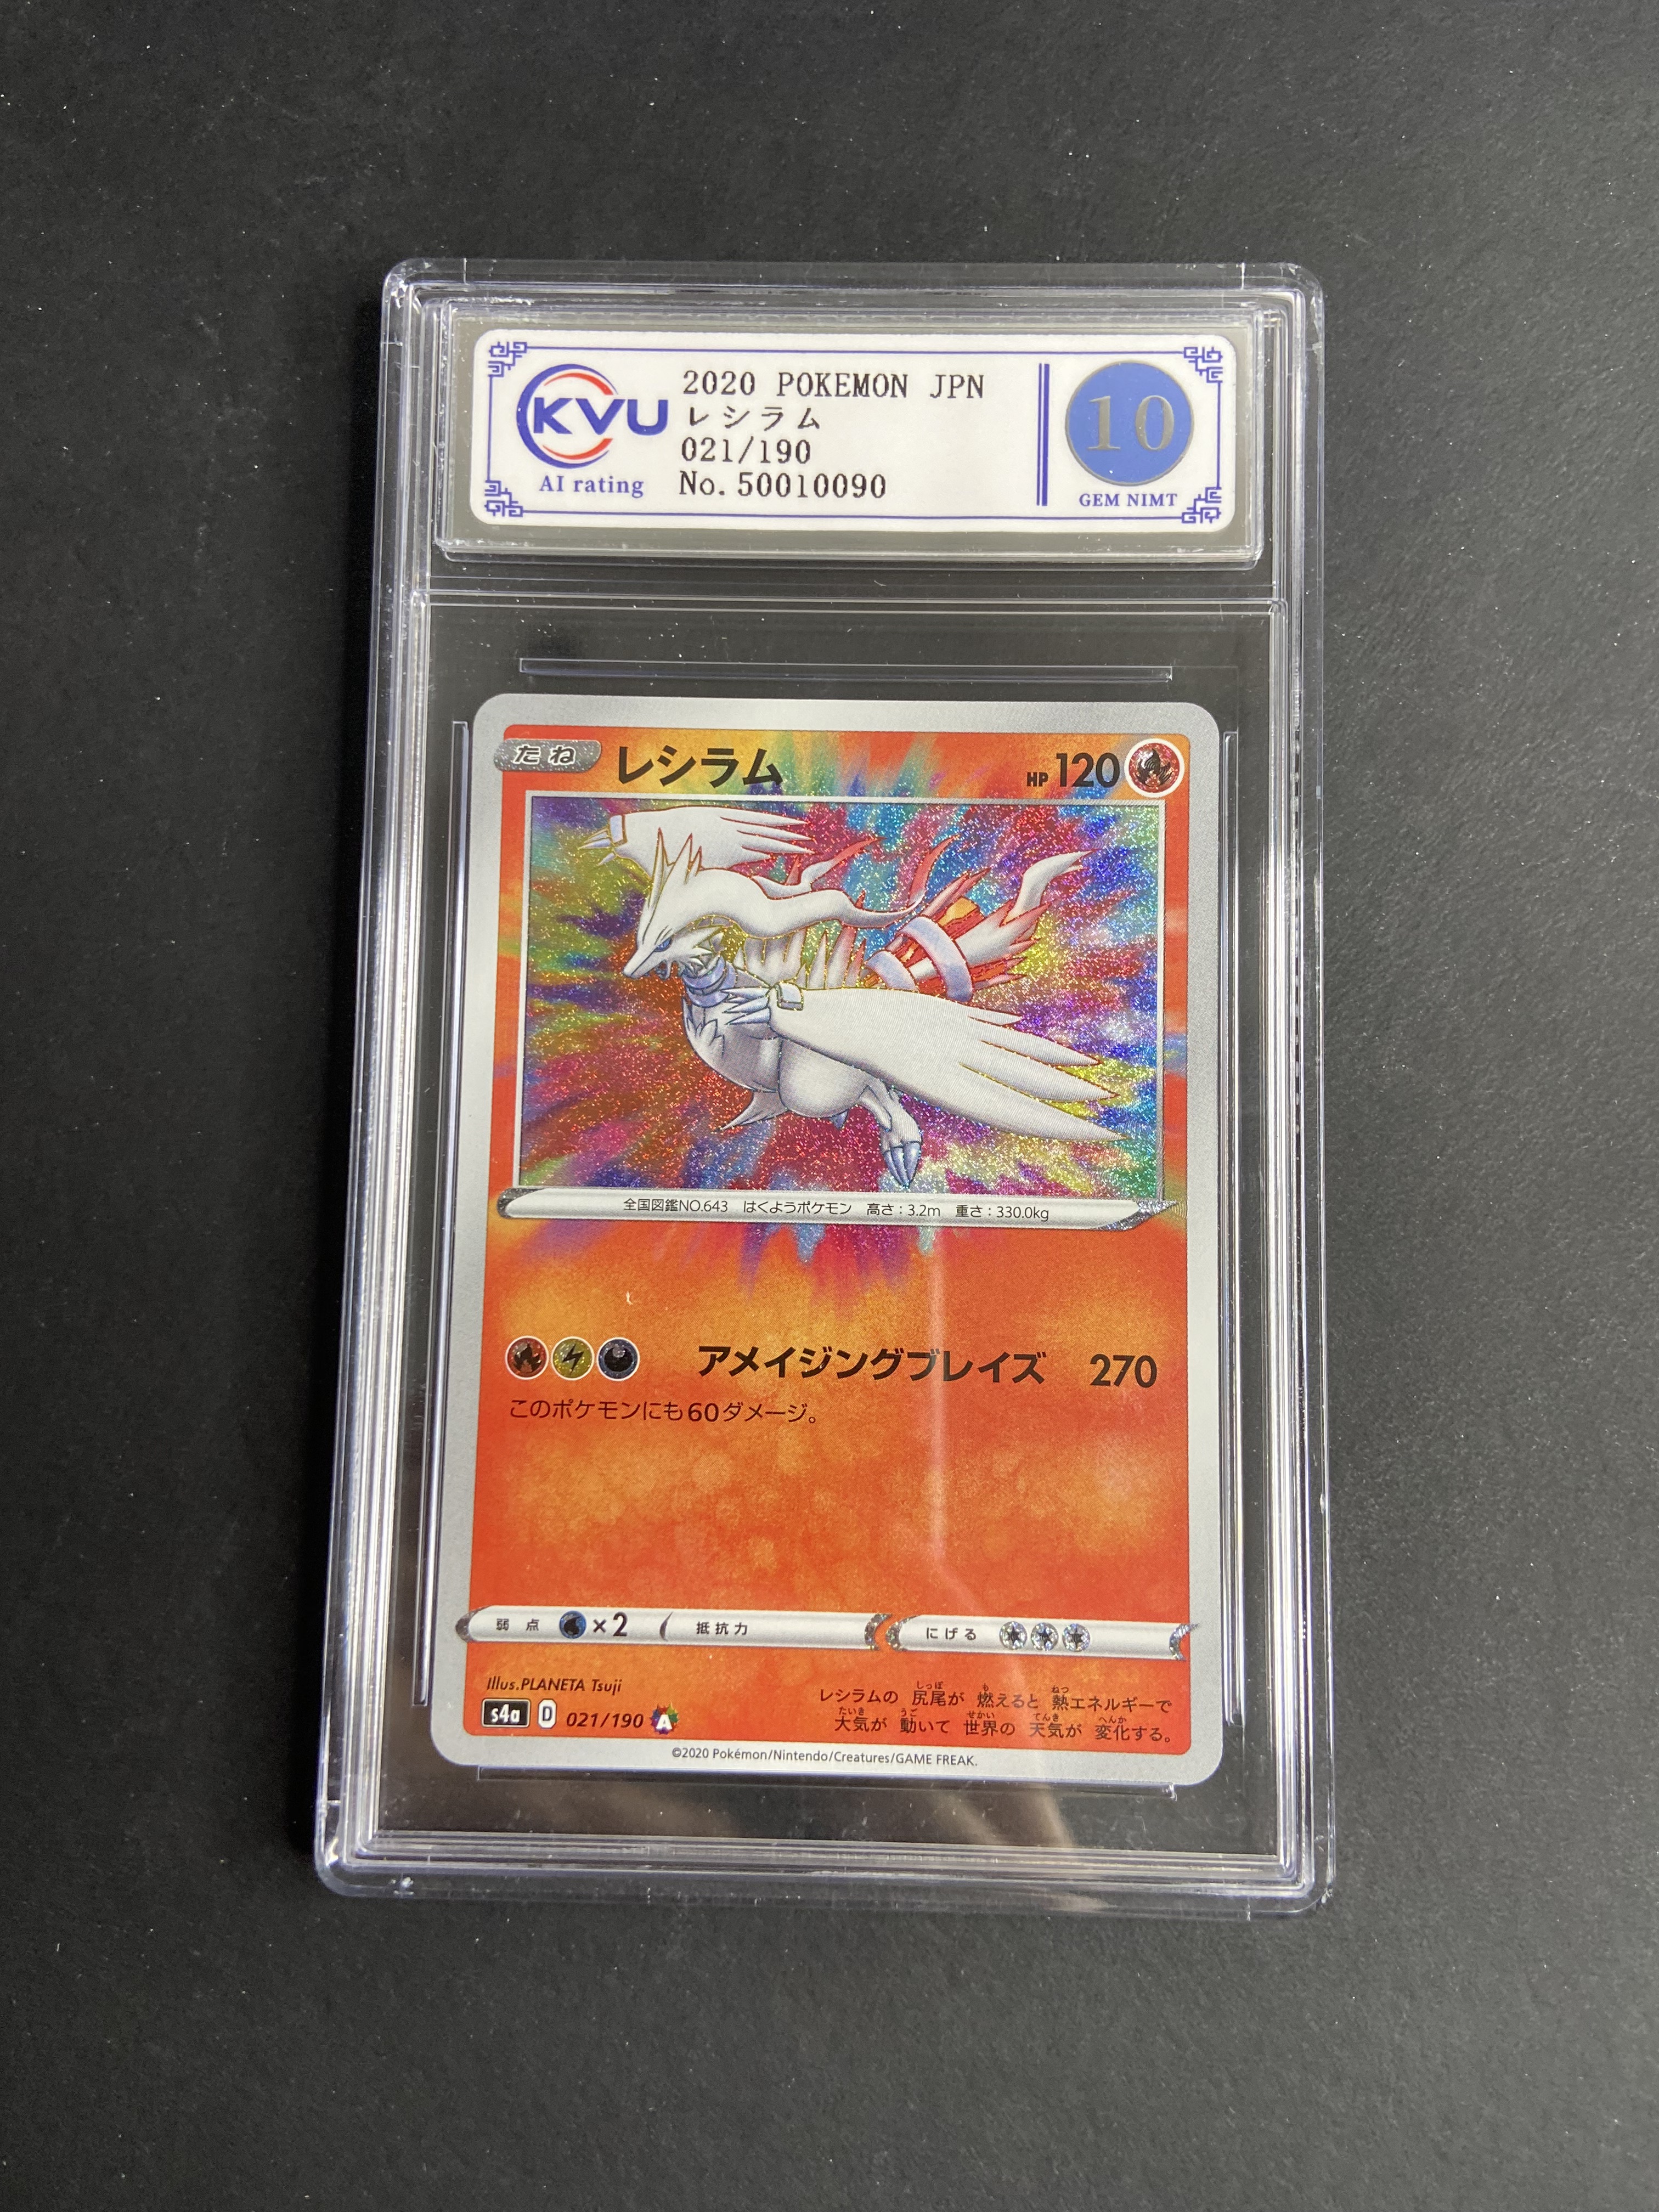 KVU
AI rating
2020 POKEMON JPN
レシラム
021/190
No.50010090
10
GEM NIMT
たね レシラム HP 120
全国図鑑NO.643 はくようポケモン 高さ:3.2m 重さ:330.0kg
アメイジングブレイズ 270
このポケモンにも60ダメージ。
弱点 ×2 抵抗力 にげる
Illus.PLANETA Tsuji
s4a D 021/190 A
レシラムの 尻尾が 燃えると 熱エネルギーで
大気が 動いて 世界の 天気が 変化する。
©2020 Pokémon/Nintendo/Creatures/GAME FREAK.